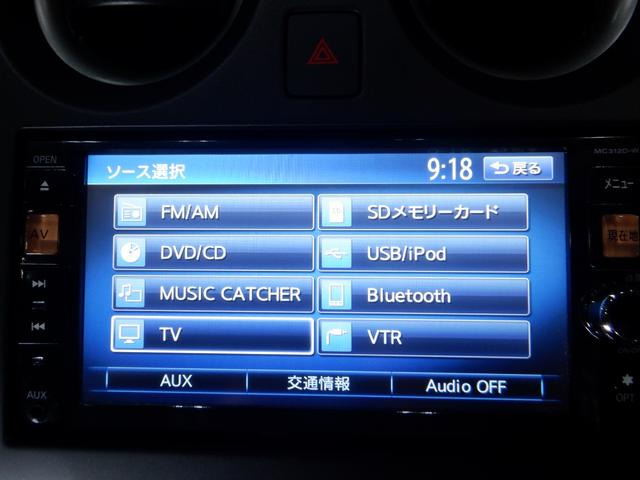 OPEN
MC312D-W
ソース選択
9:18
戻る
メニュー
AV
現在地
FM/AM
SDメモリーカード
DVD/CD
USB/iPod
MUSIC CATCHER
Bluetooth
TV
VTR
AUX
交通情報
Audio OFF
AUX